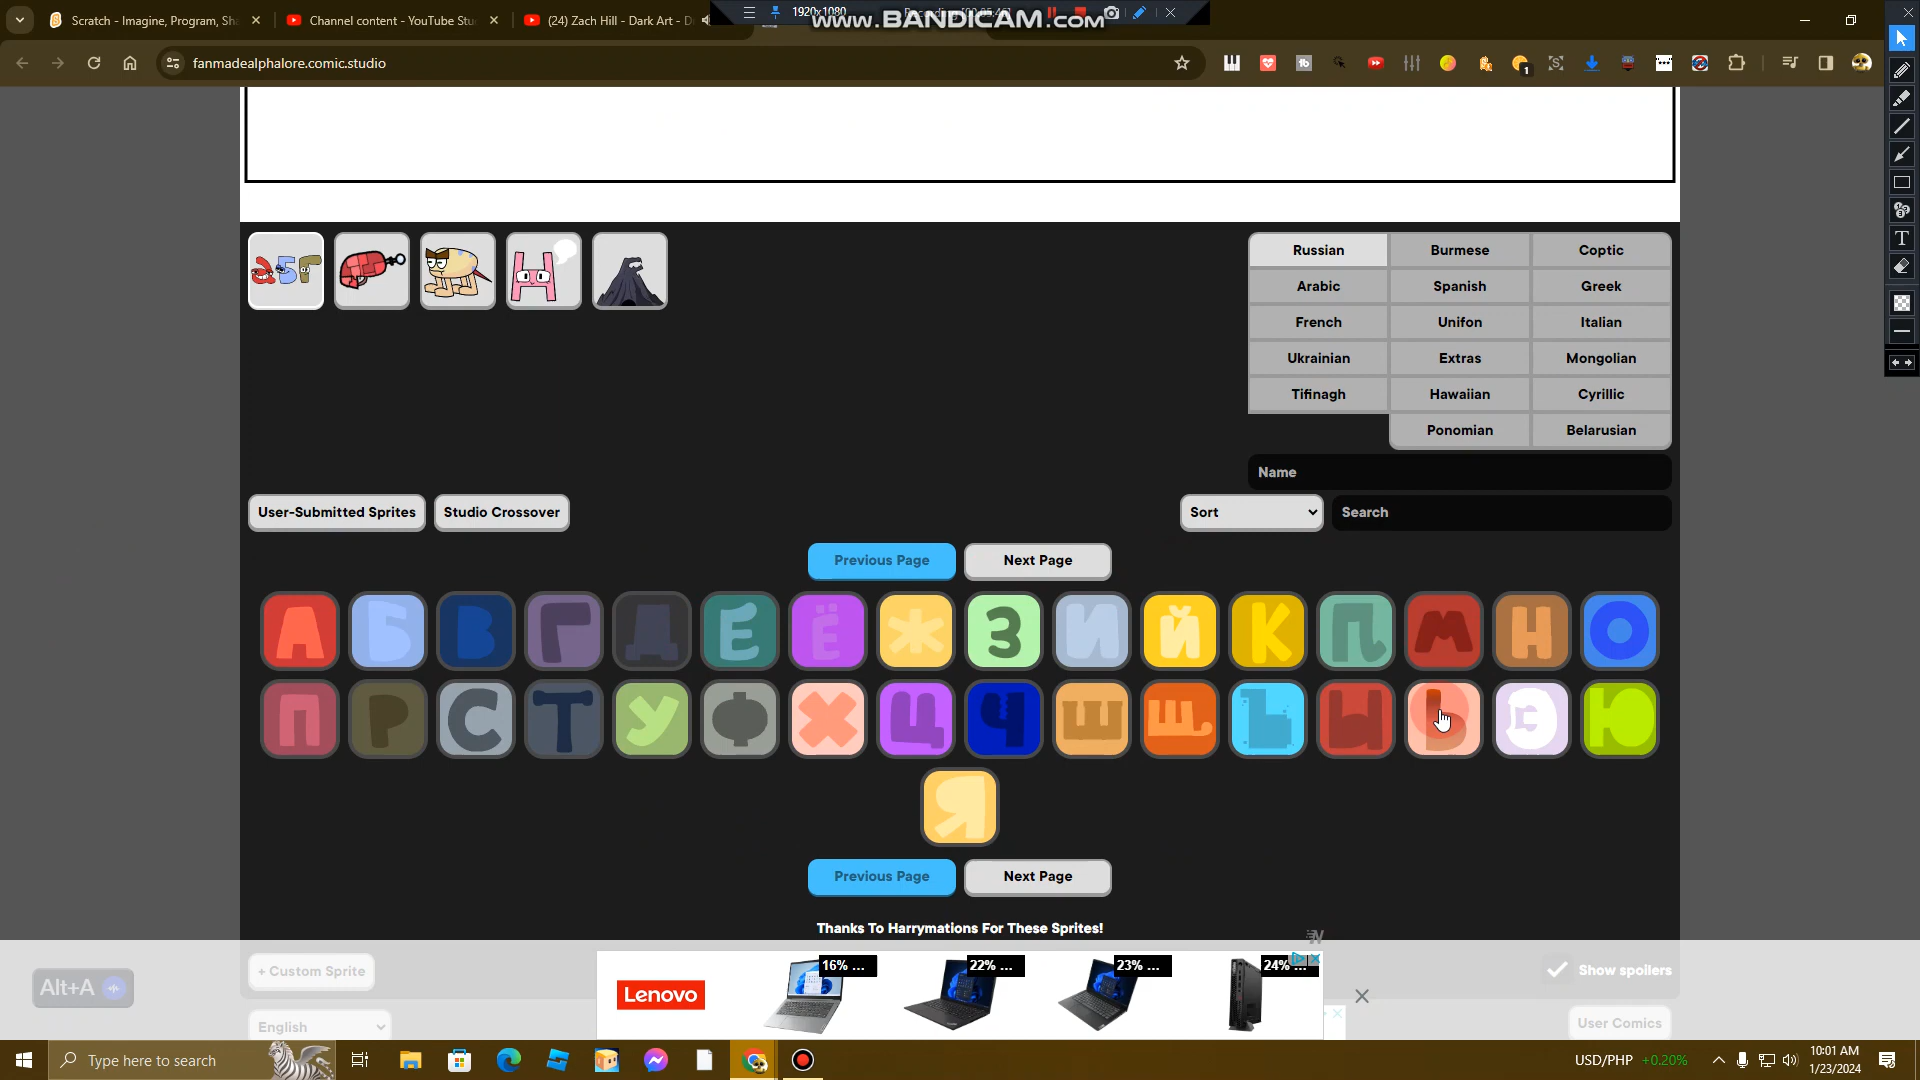 Scratch - Imagine, Program, Sh
Channel content - YouTube Stu
(24) Zach Hill - Dark Art - D
1920x1080
www.BANDICAM.com
fanmadealphalore.comic.studio
Russian Burmese Coptic
Arabic Spanish Greek
French Unifon Italian
Ukrainian Extras Mongolian
Tifinagh Hawaiian Cyrillic
Ponomian Belarusian
Name
User-Submitted Sprites Studio Crossover Sort Search
Previous Page Next Page
А Б В Г Д Е Ё Ж З И Й К Л М Н О
П Р С Т У Ф Х Ц Ч Ш Щ Ъ Ы Ь Э Ю
Я
Previous Page Next Page
Thanks To Harrymations For These Sprites!
+ Custom Sprite
Show spoilers
Alt+A
Lenovo
16% ...
22% ...
23% ...
24% ...
English
User Comics
Type here to search
USD/PHP +0.20%
10:01 AM
1/23/2024